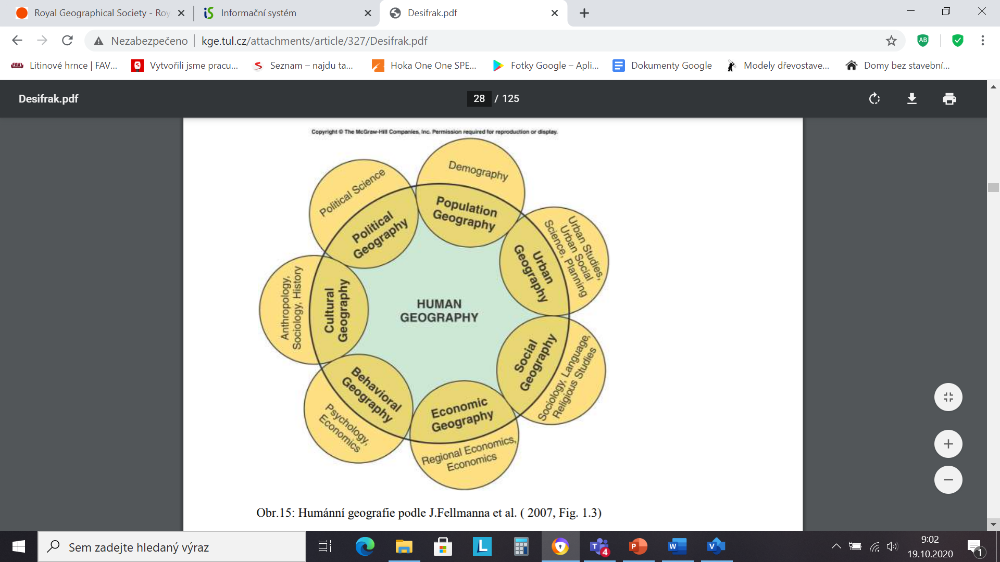 Royal Geographical Society - Roy
Informační systém
Desifrak.pdf
Nezabezpečeno
kge.tul.cz/attachments/article/327/Desifrak.pdf
AB
FAVI
Litinové hrnce | FAV...
Vytvořili jsme pracu...
Seznam – najdu ta...
Hoka One One SPE...
Fotky Google – Apli...
Dokumenty Google
Modely dřevostave...
Domy bez stavební...
Desifrak.pdf
28 / 125
Copyright © The McGraw-Hill Companies, Inc. Permission required for reproduction or display.
Demography
Population
Geography
Political Science
Political
Geography
Urban Studies,
Urban Social
Science, Planning
Urban
Geography
Anthropology,
Sociology, History
Cultural
Geography
HUMAN
GEOGRAPHY
Social
Geography
Sociology, Language,
Religious Studies
Behavioral
Geography
Psychology,
Economics
Economic
Geography
Regional Economics,
Economics
Obr.15: Humánní geografie podle J.Fellmanna et al. ( 2007, Fig. 1.3)
Sem zadejte hledaný výraz
L
T
4
P
W
V
9:02
19.10.2020
1